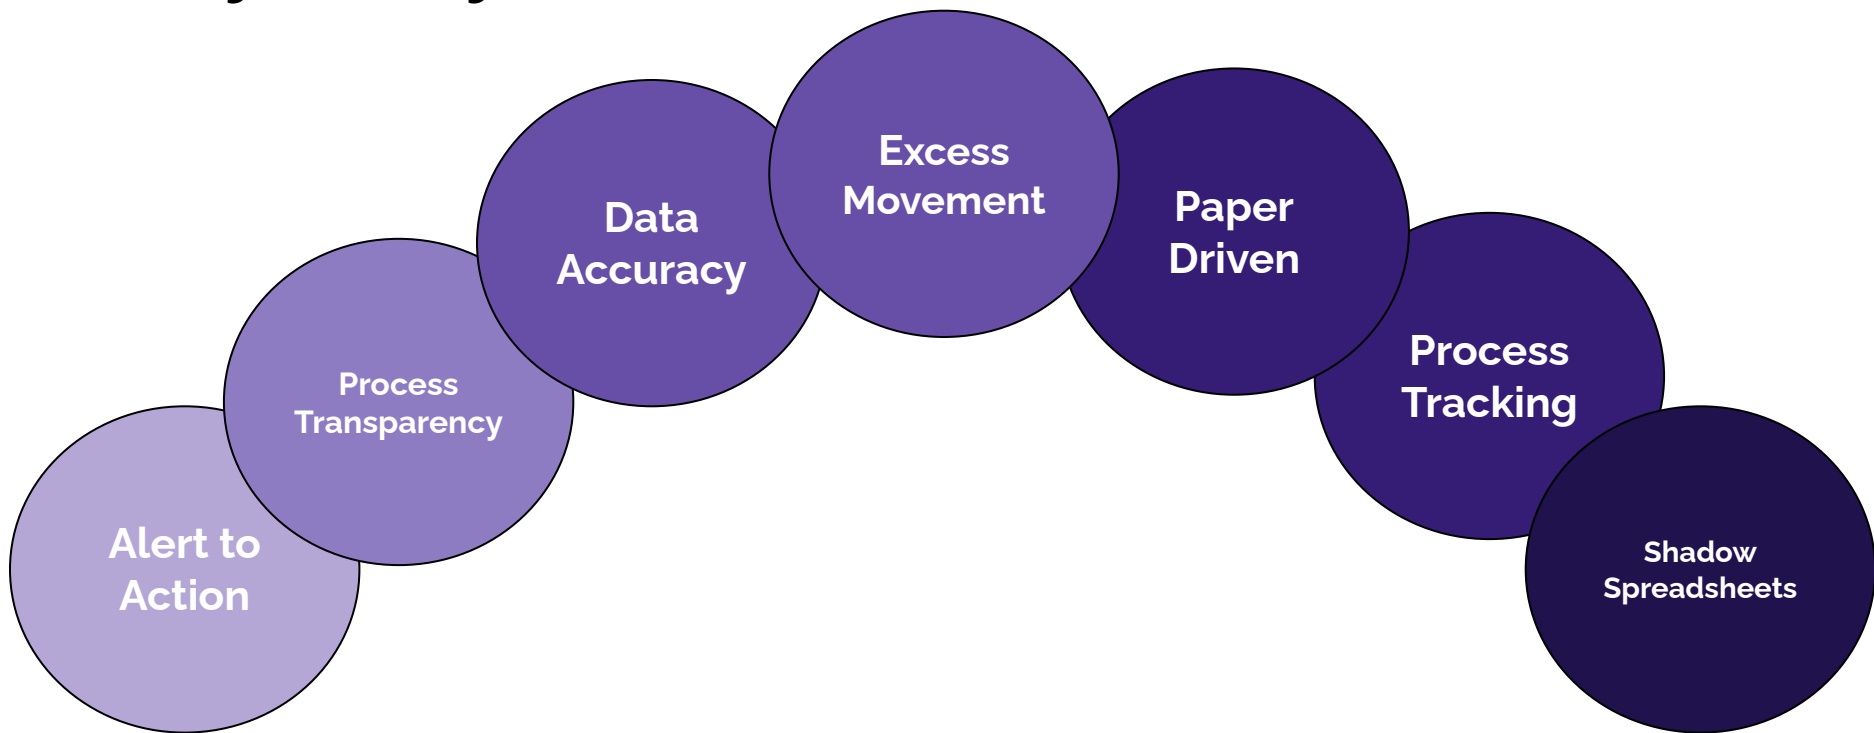 Alert to
Action
Process
Transparency
Data
Accuracy
Excess
Movement
Paper
Driven
Process
Tracking
Shadow
Spreadsheets